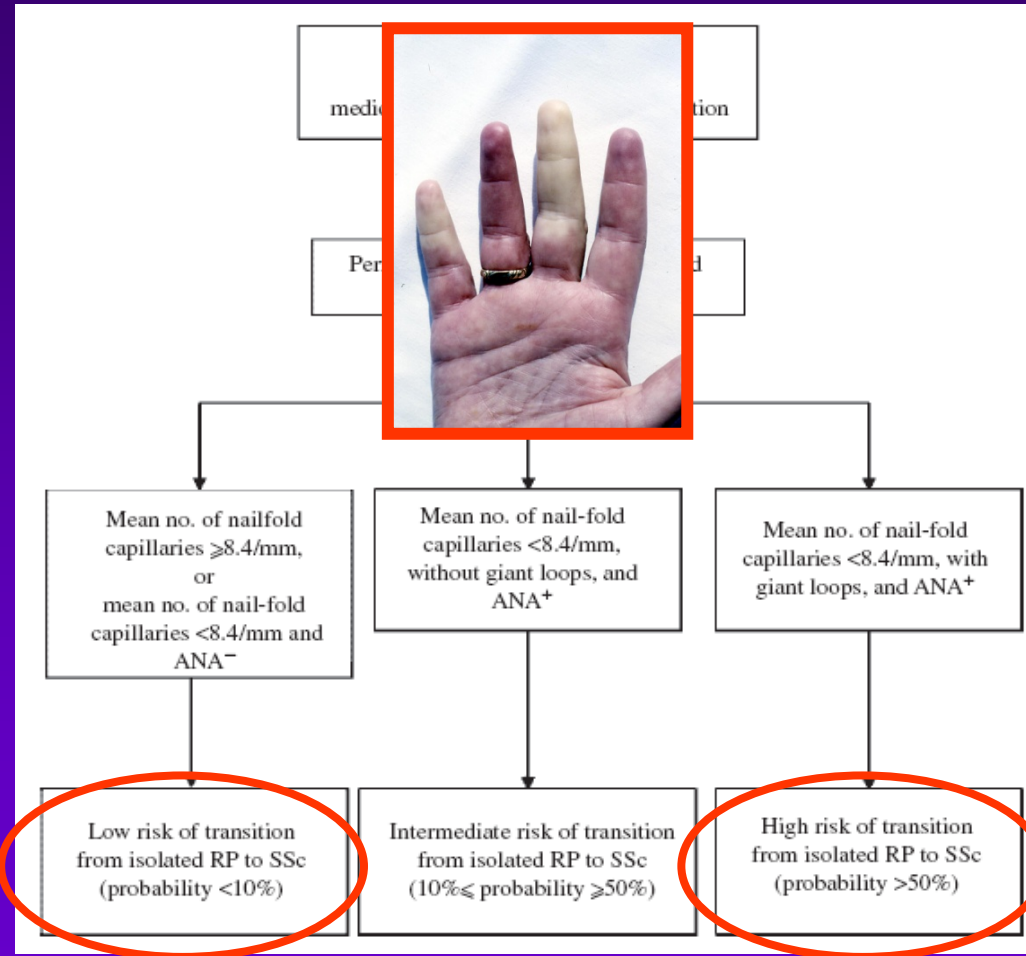 Mean no. of nailfold
capillaries ⩾8.4/mm,
or
mean no. of nail-fold
capillaries <8.4/mm and
ANA⁻
Mean no. of nail-fold
capillaries <8.4/mm,
without giant loops, and
ANA⁺
Mean no. of nail-fold
capillaries <8.4/mm, with
giant loops, and ANA⁺
Low risk of transition
from isolated RP to SSc
(probability <10%)
Intermediate risk of transition
from isolated RP to SSc
(10%⩽ probability ⩾50%)
High risk of transition
from isolated RP to SSc
(probability >50%)